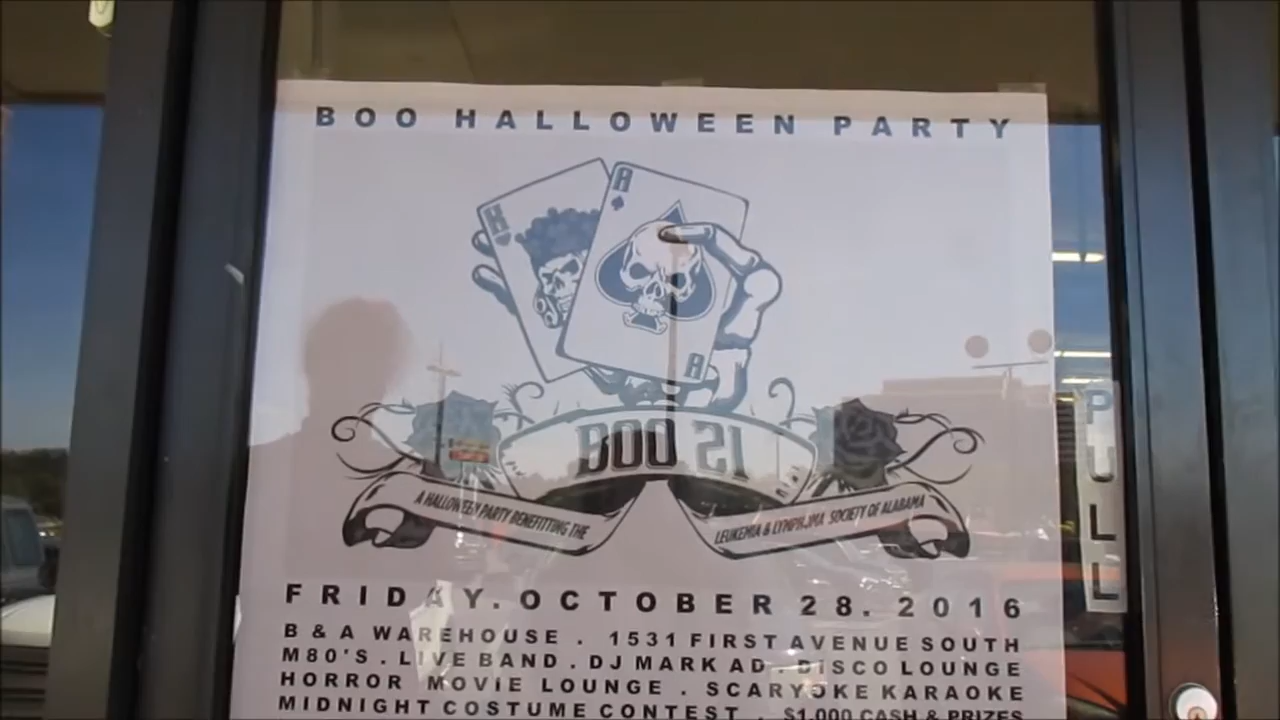 BOO HALLOWEEN PARTY
K
A
A
BOO 21
A HALLOWEEN PARTY BENEFITTING THE
LEUKEMIA & LYMPHOMA SOCIETY OF ALABAMA
PULL
FRIDAY. OCTOBER 28. 2016
B & A WAREHOUSE . 1531 FIRST AVENUE SOUTH
M80'S . LIVE BAND . DJ MARK AD . DISCO LOUNGE
HORROR MOVIE LOUNGE . SCARYOKE KARAOKE
MIDNIGHT COSTUME CONTEST . $1,000 CASH & PRIZES